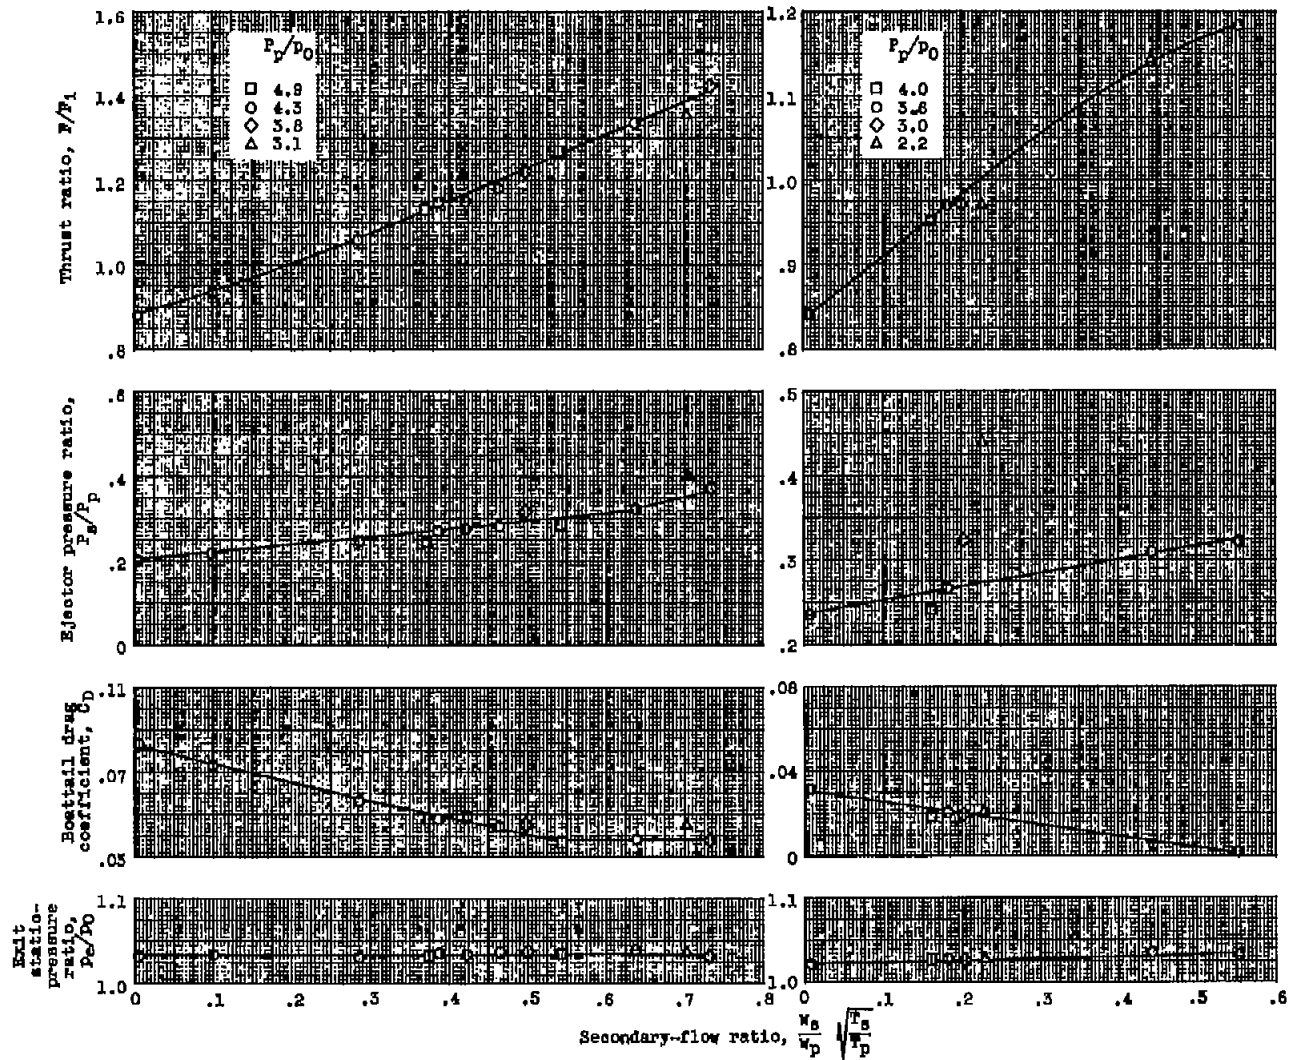 Thrust ratio, F/Fi
1.6
1.4
1.2
1.0
.8
Pp/p0
4.9
4.3
3.8
3.1
1.2
1.1
1.0
.9
.8
Pp/p0
4.0
3.6
3.0
2.2
Ejector pressure ratio,
Ps/Pp
.6
.4
.2
0
.5
.4
.3
.2
Boattail drag
coefficient, CD
.11
.07
.03
.08
.04
0
Exit
static-
pressure
ratio,
pe/p0
1.1
1.0
1.1
1.0
0 .1 .2 .3 .4 .5 .6 .7 .8
0 .1 .2 .3 .4 .5 .6
Secondary-flow ratio, Ws/Wp √Ts/Tp